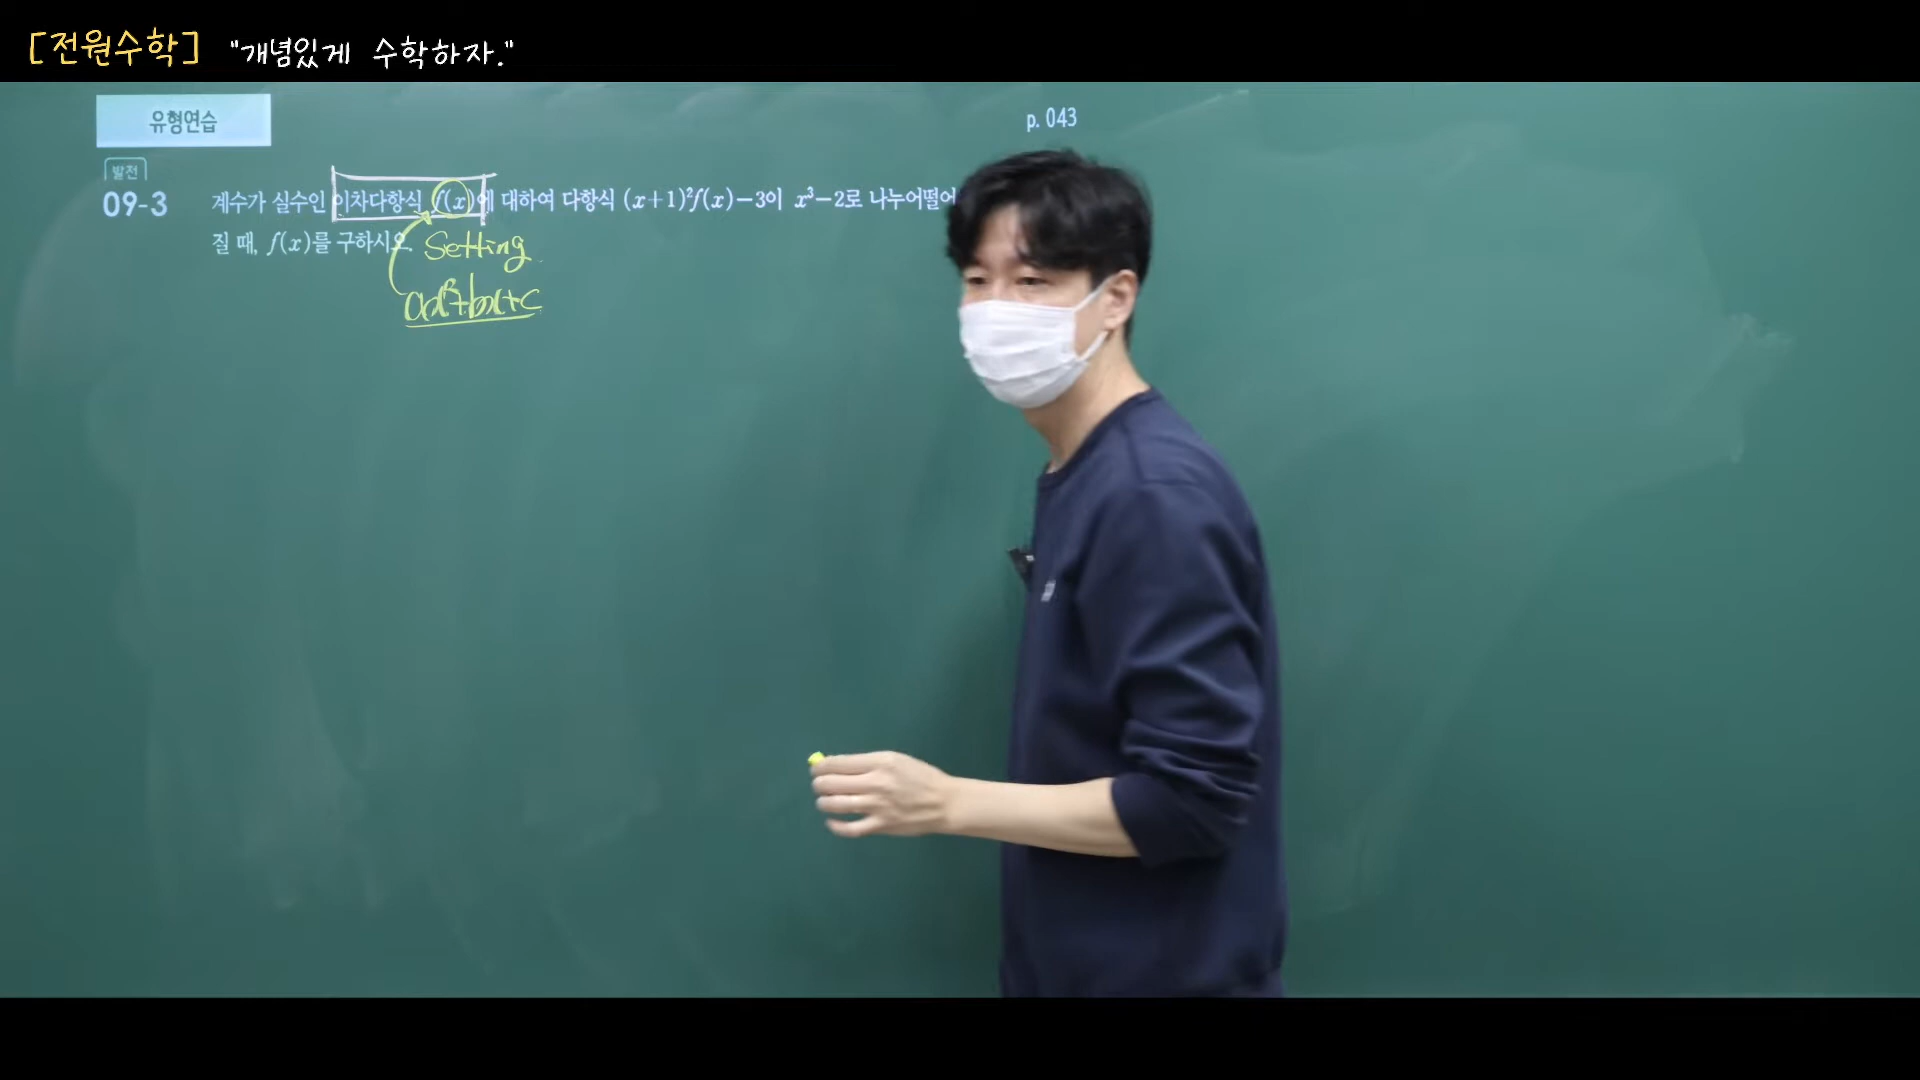 [전원수학] "개념있게 수학하자."
유형연습
p. 043
발전
09-3 계수가 실수인 이차다항식 f(x)에 대하여 다항식 (x+1)²f(x)-3이 x³-2로 나누어떨어
질 때, f(x)를 구하시오.
Setting
ax²+bx+c